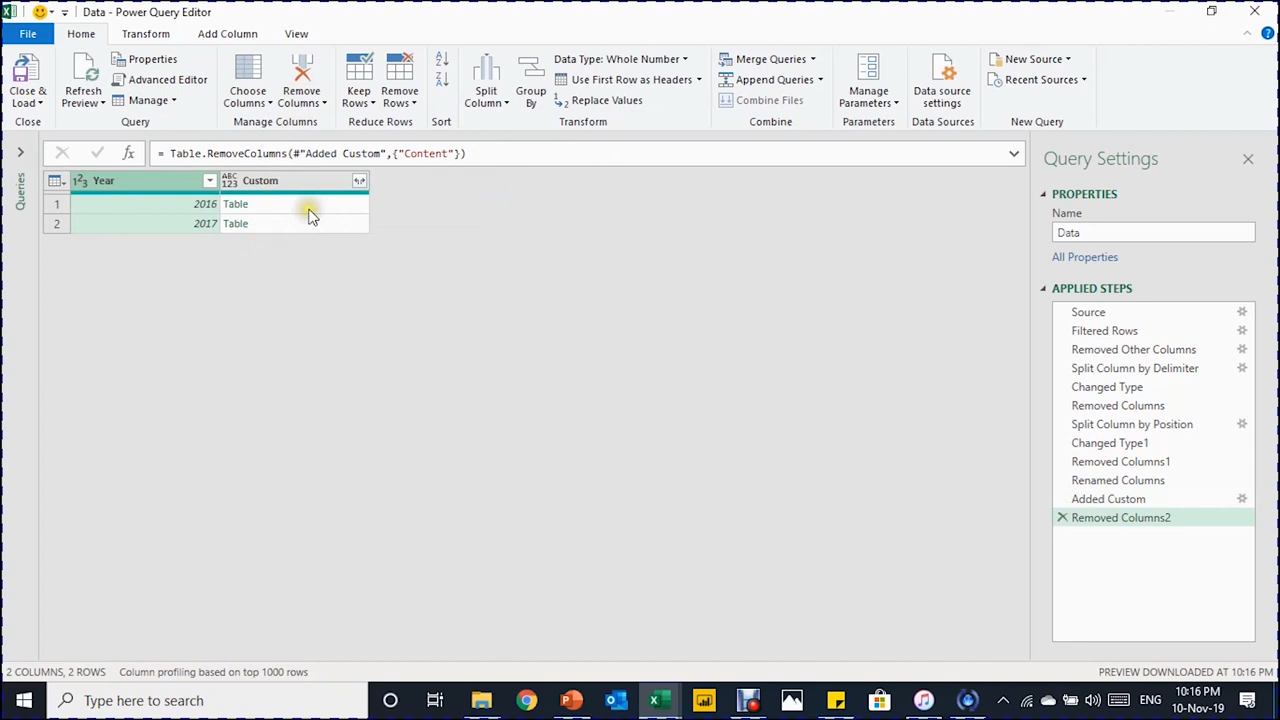 Data - Power Query Editor
File Home Transform Add Column View
Close & Load
Refresh Preview
Properties
Advanced Editor
Manage
Choose Columns
Remove Columns
Keep Rows
Remove Rows
Split Column
Group By
Data Type: Whole Number
Use First Row as Headers
Replace Values
Merge Queries
Append Queries
Combine Files
Manage Parameters
Data source settings
New Source
Recent Sources
Close Query Manage Columns Reduce Rows Sort Transform Combine Parameters Data Sources New Query
= Table.RemoveColumns(#"Added Custom",{"Content"})
Queries
123 Year ABC 123 Custom
1 2016 Table
2 2017 Table
Query Settings
PROPERTIES
Name
Data
All Properties
APPLIED STEPS
Source
Filtered Rows
Removed Other Columns
Split Column by Delimiter
Changed Type
Removed Columns
Split Column by Position
Changed Type1
Removed Columns1
Renamed Columns
Added Custom
Removed Columns2
2 COLUMNS, 2 ROWS Column profiling based on top 1000 rows PREVIEW DOWNLOADED AT 10:16 PM
Type here to search
ENG
10:16 PM
10-Nov-19